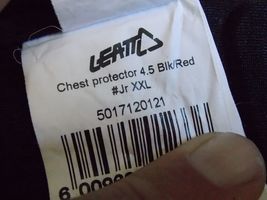 LEATT
Chest protector 4.5 Blk/Red
#Jr XXL
5017120121